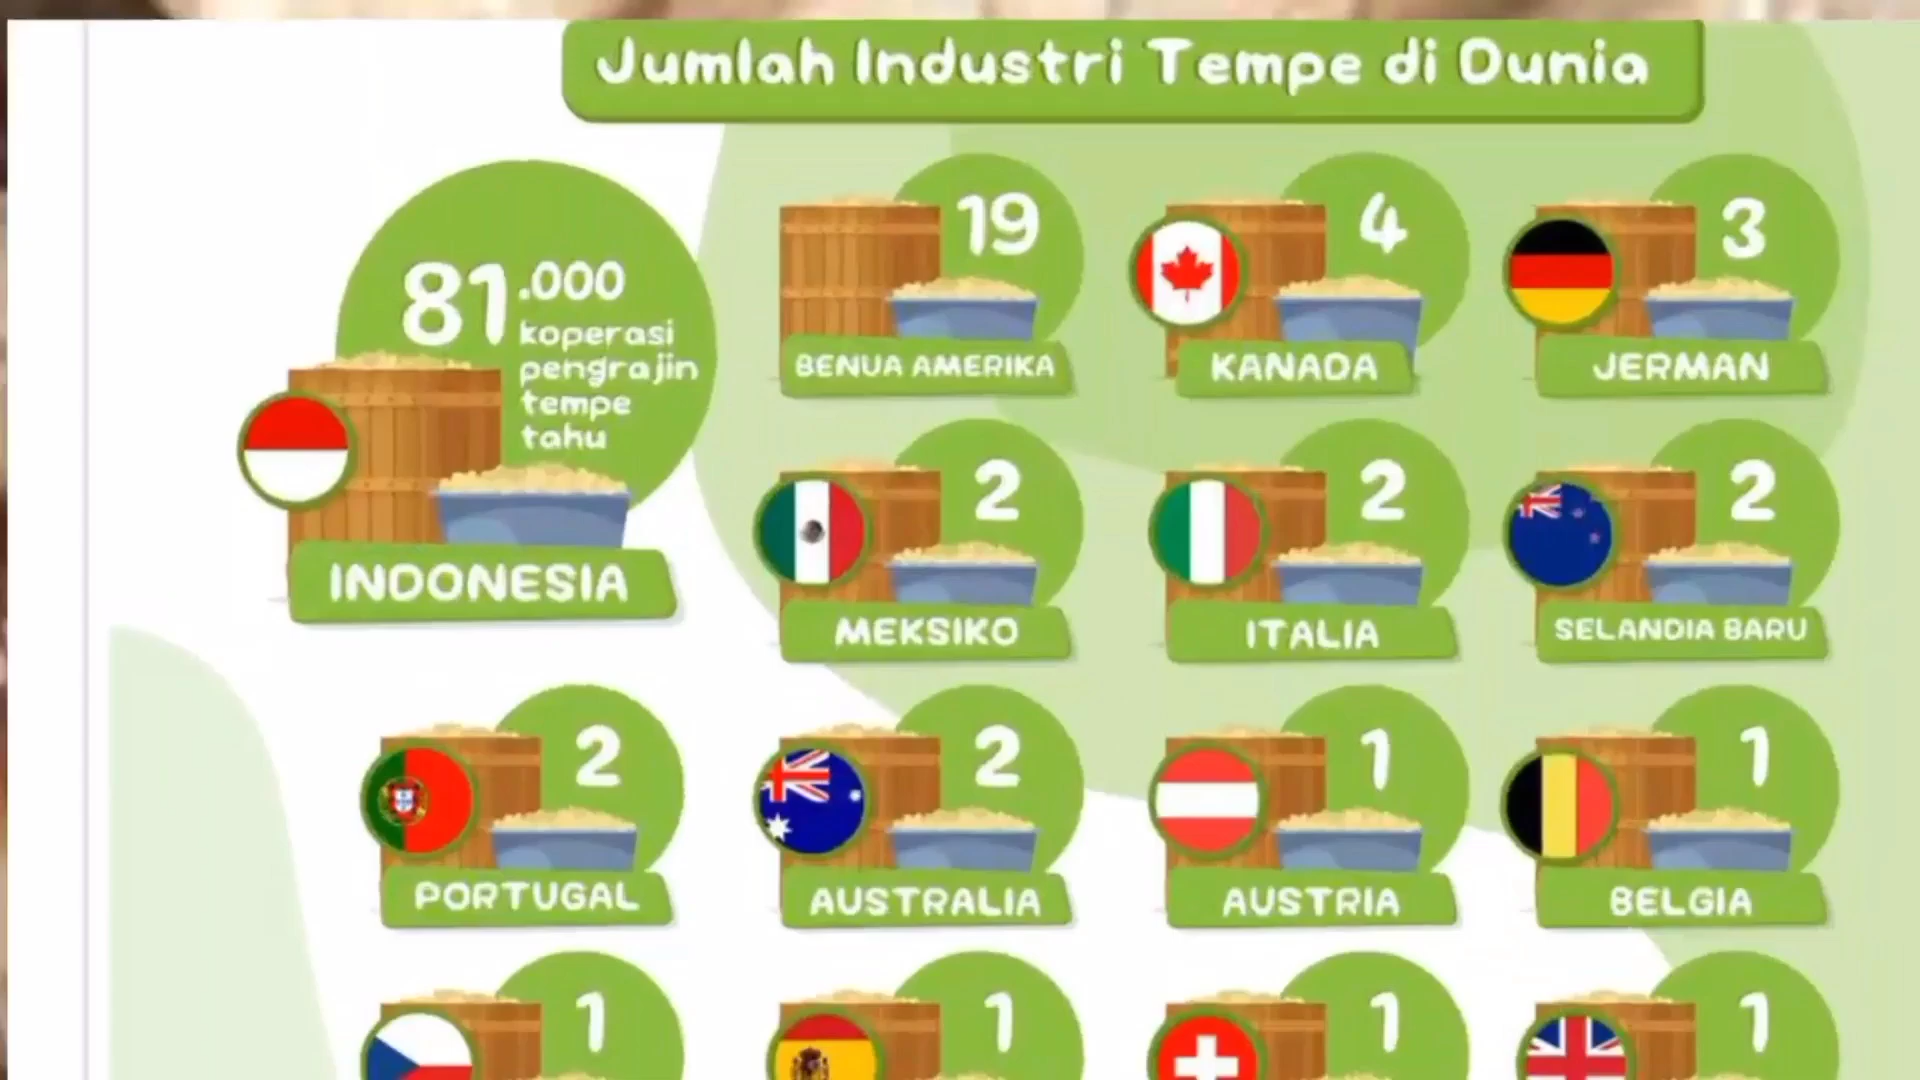 Jumlah Industri Tempe di Dunia
81.000
koperasi
pengrajin
tempe
tahu
INDONESIA
19
BENUA AMERIKA
4
KANADA
3
JERMAN
2
MEKSIKO
2
ITALIA
2
SELANDIA BARU
2
PORTUGAL
2
AUSTRALIA
1
AUSTRIA
1
BELGIA
1
1
1
1